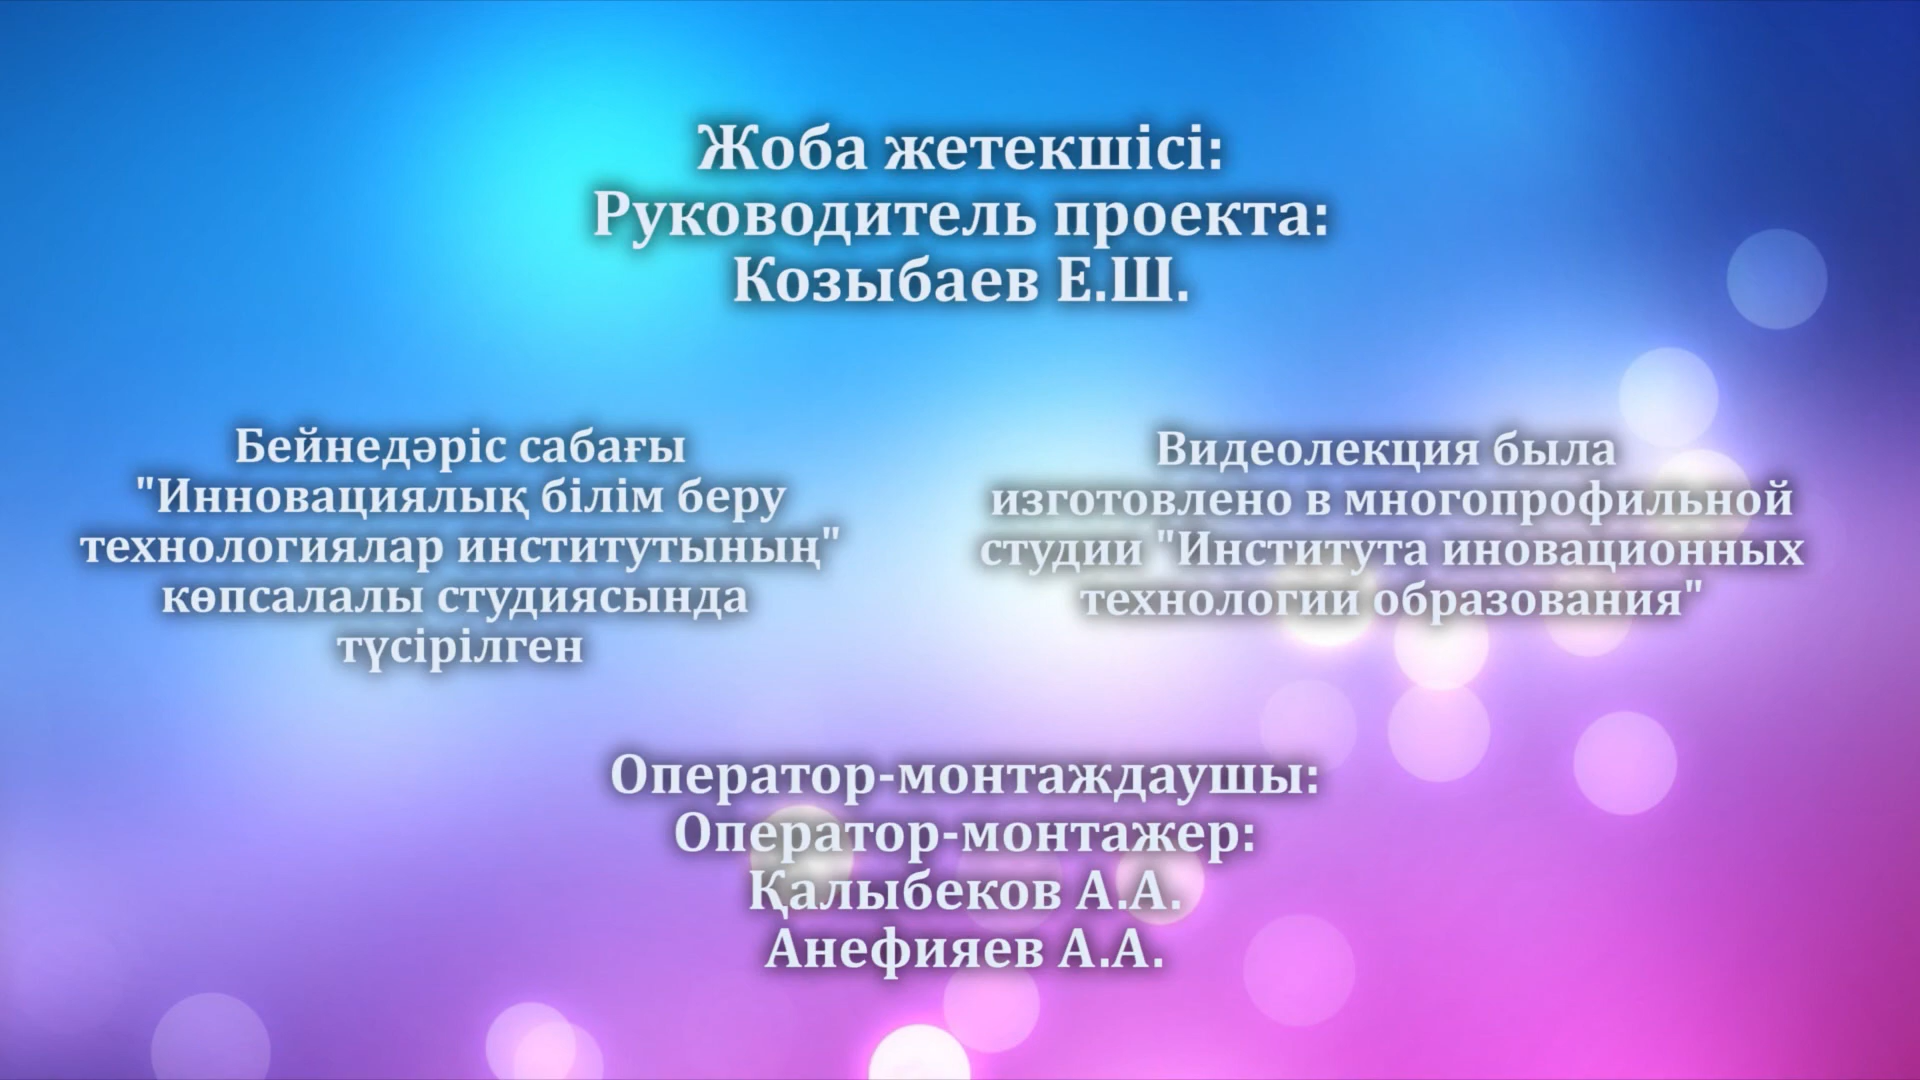 Жоба жетекшісі:
Руководитель проекта:
Козыбаев Е.Ш.
Бейнедәріс сабағы
"Инновациялық білім беру
технологиялар институтының"
көпсалалы студиясында
түсірілген
Видеолекция была
изготовлено в многопрофильной
студии "Института иновационных
технологии образования"
Оператор-монтаждаушы:
Оператор-монтажер:
Қалыбеков А.А.
Анефияев А.А.